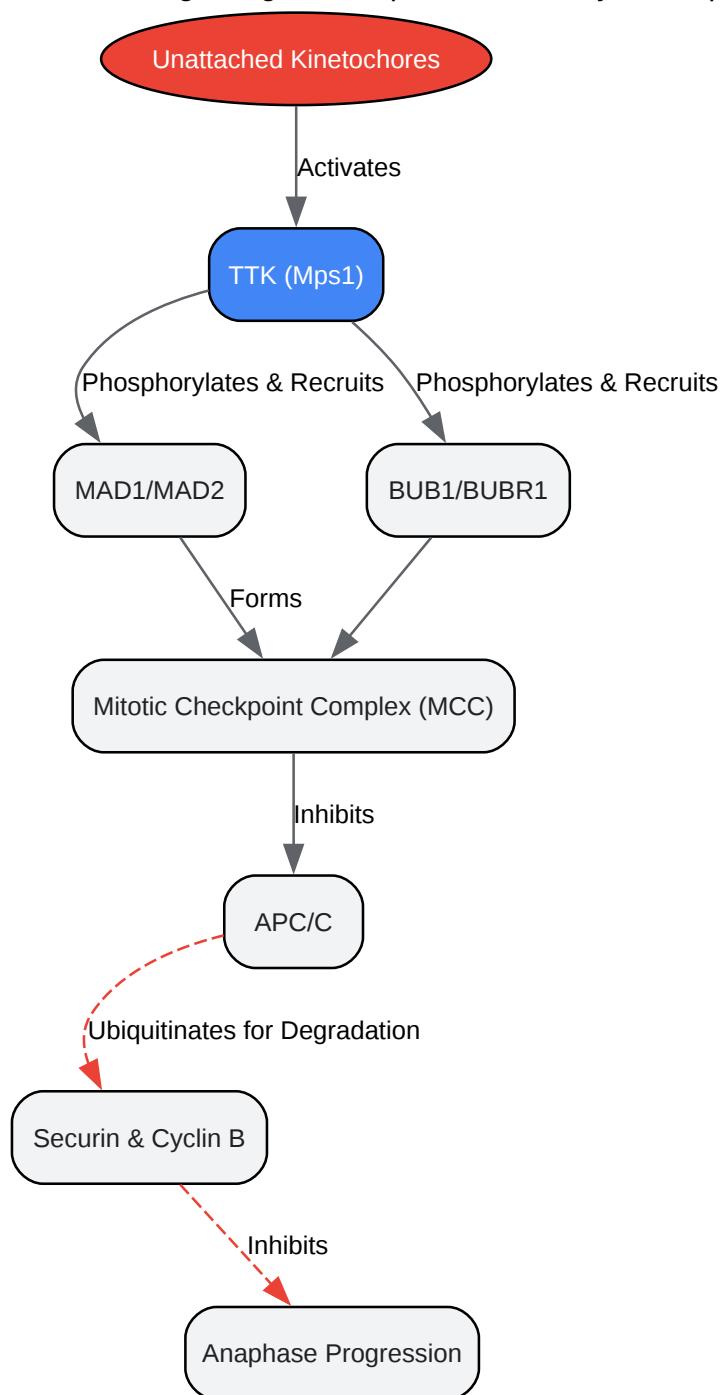 Unattached Kinetochores
Activates
TTK (Mps1)
Phosphorylates & Recruits
Phosphorylates & Recruits
MAD1/MAD2
BUB1/BUBR1
Forms
Mitotic Checkpoint Complex (MCC)
Inhibits
APC/C
Ubiquitinates for Degradation
Securin & Cyclin B
Inhibits
Anaphase Progression